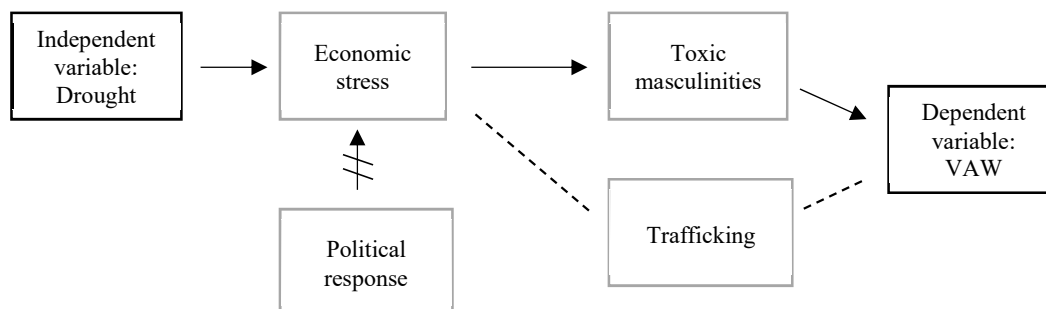 Independent
variable:
Drought
Economic
stress
Toxic
masculinities
Dependent
variable:
VAW
Political
response
Trafficking